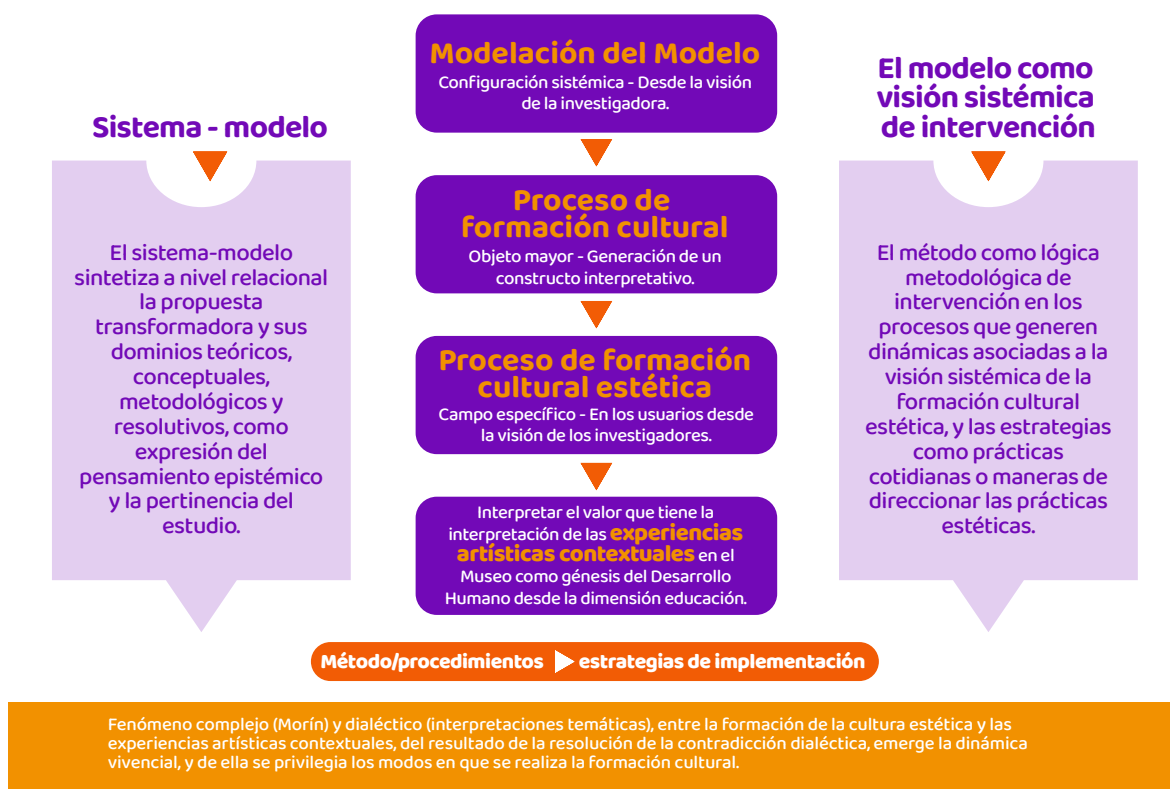 Sistema - modelo
El sistema-modelo
sintetiza a nivel relacional
la propuesta
transformadora y sus
dominios teóricos,
conceptuales,
metodológicos y
resolutivos, como
expresión del
pensamiento epistémico
y la pertinencia del
estudio.
Modelación del Modelo
Configuración sistémica - Desde la visión
de la investigadora.
Proceso de
formación cultural
Objeto mayor - Generación de un
constructo interpretativo.
Proceso de formación
cultural estética
Campo específico - En los usuarios desde
la visión de los investigadores.
Interpretar el valor que tiene la
interpretación de las experiencias
artísticas contextuales en el
Museo como génesis del Desarrollo
Humano desde la dimensión educación.
El modelo como
visión sistémica
de intervención
El método como lógica
metodológica de
intervención en los
procesos que generen
dinámicas asociadas a la
visión sistémica de la
formación cultural
estética, y las estrategias
como prácticas
cotidianas o maneras de
direccionar las prácticas
estéticas.
Método/procedimientos estrategias de implementación
Fenómeno complejo (Morín) y dialéctico (interpretaciones temáticas), entre la formación de la cultura estética y las
experiencias artísticas contextuales, del resultado de la resolución de la contradicción dialéctica, emerge la dinámica
vivencial, y de ella se privilegia los modos en que se realiza la formación cultural.